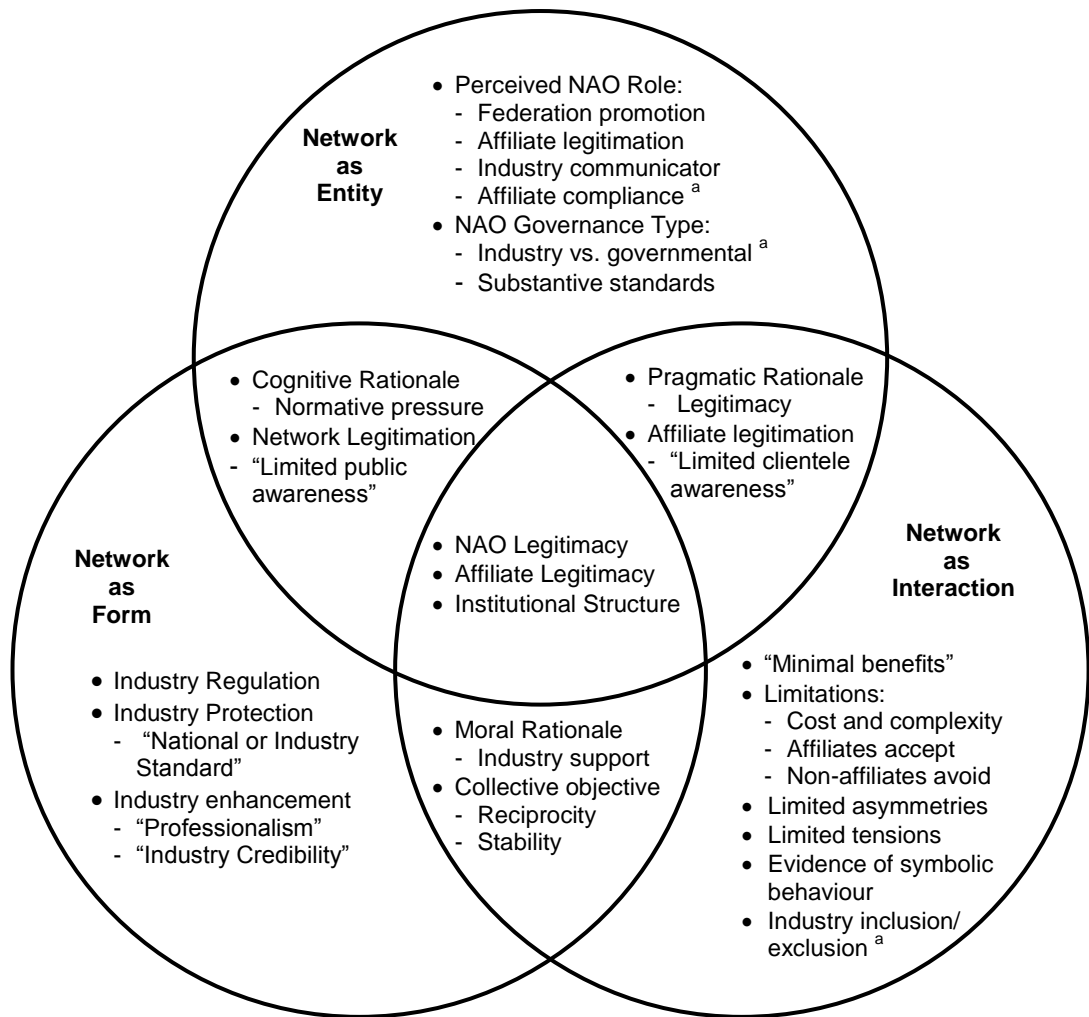 • Perceived NAO Role:
- Federation promotion
- Affiliate legitimation
- Industry communicator
- Affiliate compliance a
• NAO Governance Type:
- Industry vs. governmental a
- Substantive standards
Network
as
Entity
• Cognitive Rationale
- Normative pressure
• Network Legitimation
- “Limited public
awareness”
• Pragmatic Rationale
- Legitimacy
• Affiliate legitimation
- “Limited clientele
awareness”
• NAO Legitimacy
• Affiliate Legitimacy
• Institutional Structure
Network
as
Form
• Industry Regulation
• Industry Protection
- “National or Industry
Standard”
• Industry enhancement
- “Professionalism”
- “Industry Credibility”
• Moral Rationale
- Industry support
• Collective objective
- Reciprocity
- Stability
Network
as
Interaction
• “Minimal benefits”
• Limitations:
- Cost and complexity
- Affiliates accept
- Non-affiliates avoid
• Limited asymmetries
• Limited tensions
• Evidence of symbolic
behaviour
• Industry inclusion/
exclusion a